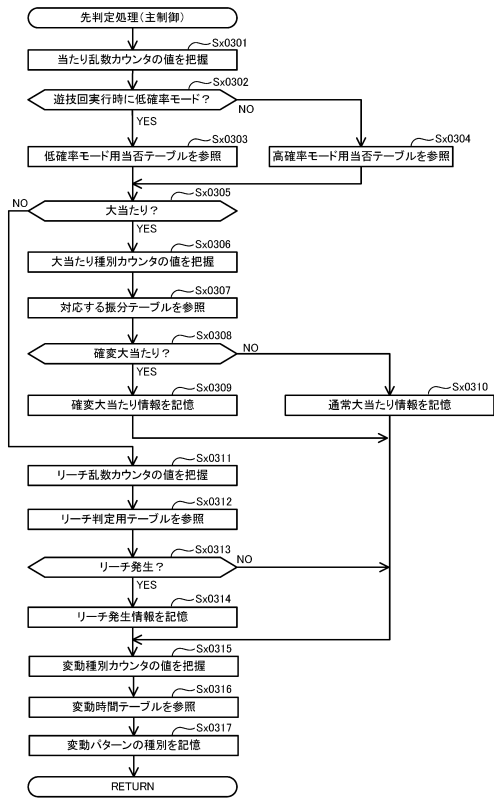 先判定処理(主制御)
Sx0301
当たり乱数カウンタの値を把握
Sx0302
遊技回実行時に低確率モード?
NO
YES
Sx0303
低確率モード用当否テーブルを参照
Sx0304
高確率モード用当否テーブルを参照
Sx0305
NO
大当たり?
YES
Sx0306
大当たり種別カウンタの値を把握
Sx0307
対応する振分テーブルを参照
Sx0308
確変大当たり?
NO
YES
Sx0309
確変大当たり情報を記憶
Sx0310
通常大当たり情報を記憶
Sx0311
リーチ乱数カウンタの値を把握
Sx0312
リーチ判定用テーブルを参照
Sx0313
リーチ発生?
NO
YES
Sx0314
リーチ発生情報を記憶
Sx0315
変動種別カウンタの値を把握
Sx0316
変動時間テーブルを参照
Sx0317
変動パターンの種別を記憶
RETURN